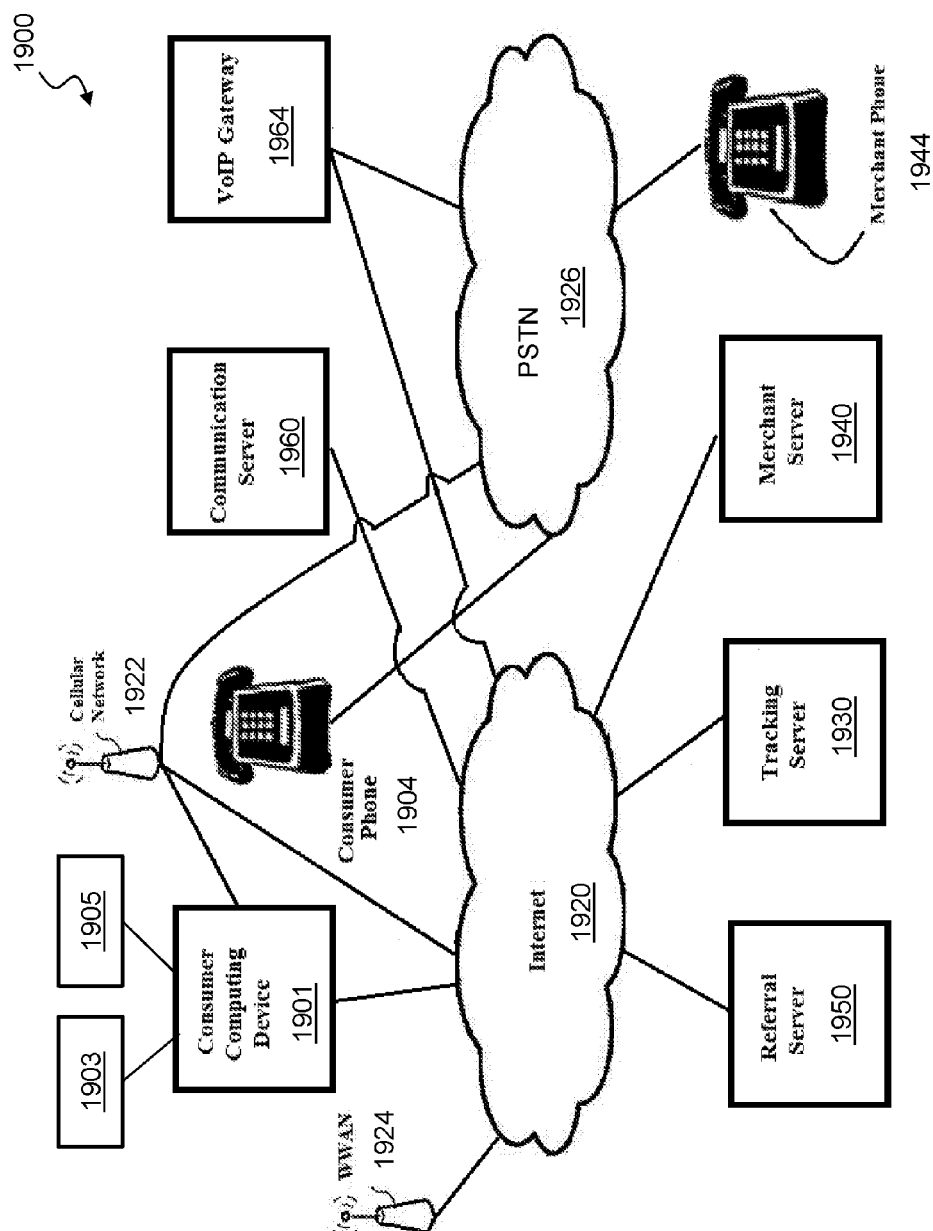 1900
1903
1905
Consumer
Computing
Device
1901
Cellular
Network
1922
Communication
Server
1960
VoIP Gateway
1964
WWAN
1924
Consumer
Phone
1904
Internet
1920
PSTN
1926
Referral
Server
1950
Tracking
Server
1930
Merchant
Server
1940
Merchant Phone
1944